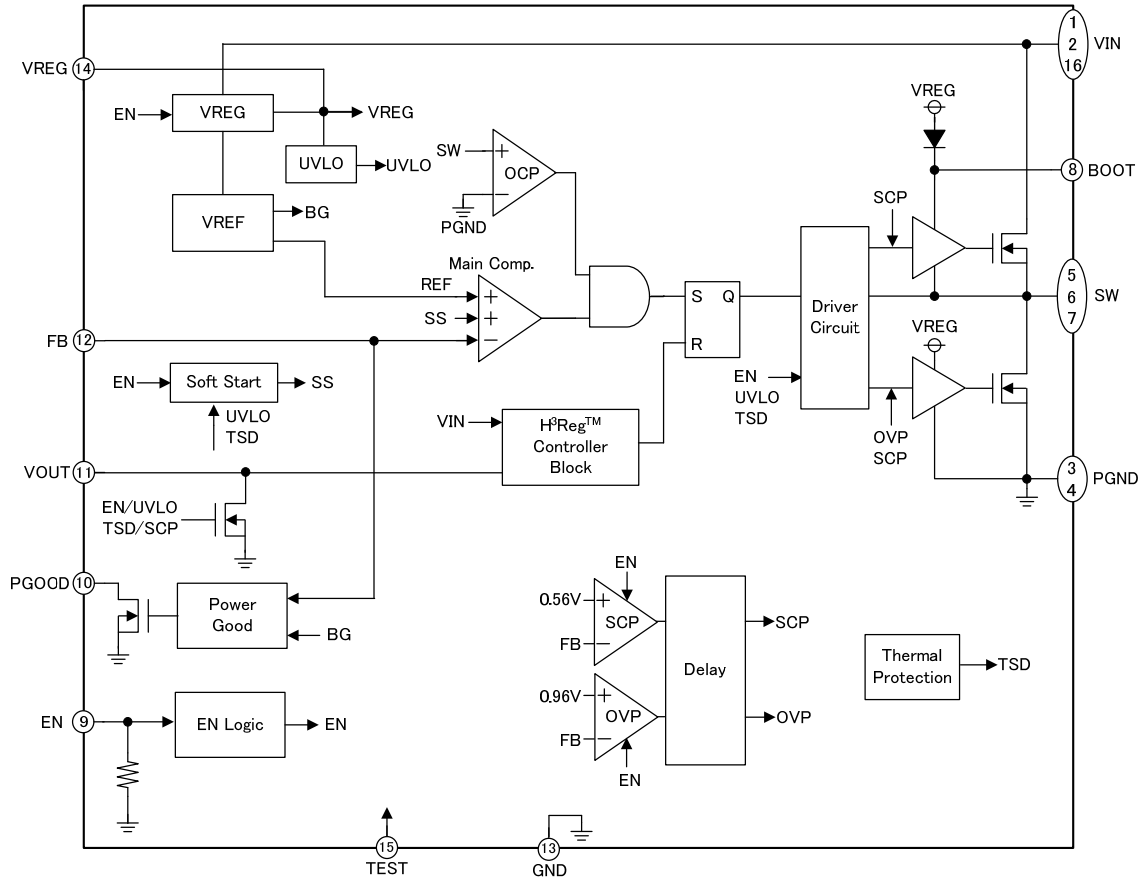 1
2
16
VIN
VREG
14
VREG
EN
VREG
VREG
UVLO
UVLO
VREF
BG
SW
+
OCP
−
PGND
8
BOOT
SCP
Main Comp.
REF
+
SS
+
−
S
Q
R
Driver
Circuit
5
6
7
SW
FB
12
VREG
EN
Soft Start
SS
UVLO
TSD
EN
UVLO
TSD
VIN
H³Reg™
Controller
Block
OVP
SCP
VOUT
11
3
4
PGND
EN/UVLO
TSD/SCP
PGOOD
10
Power
Good
BG
EN
0.56V
+
SCP
FB
−
0.96V
+
OVP
FB
−
EN
Delay
SCP
OVP
Thermal
Protection
TSD
EN
9
EN Logic
EN
15
TEST
13
GND